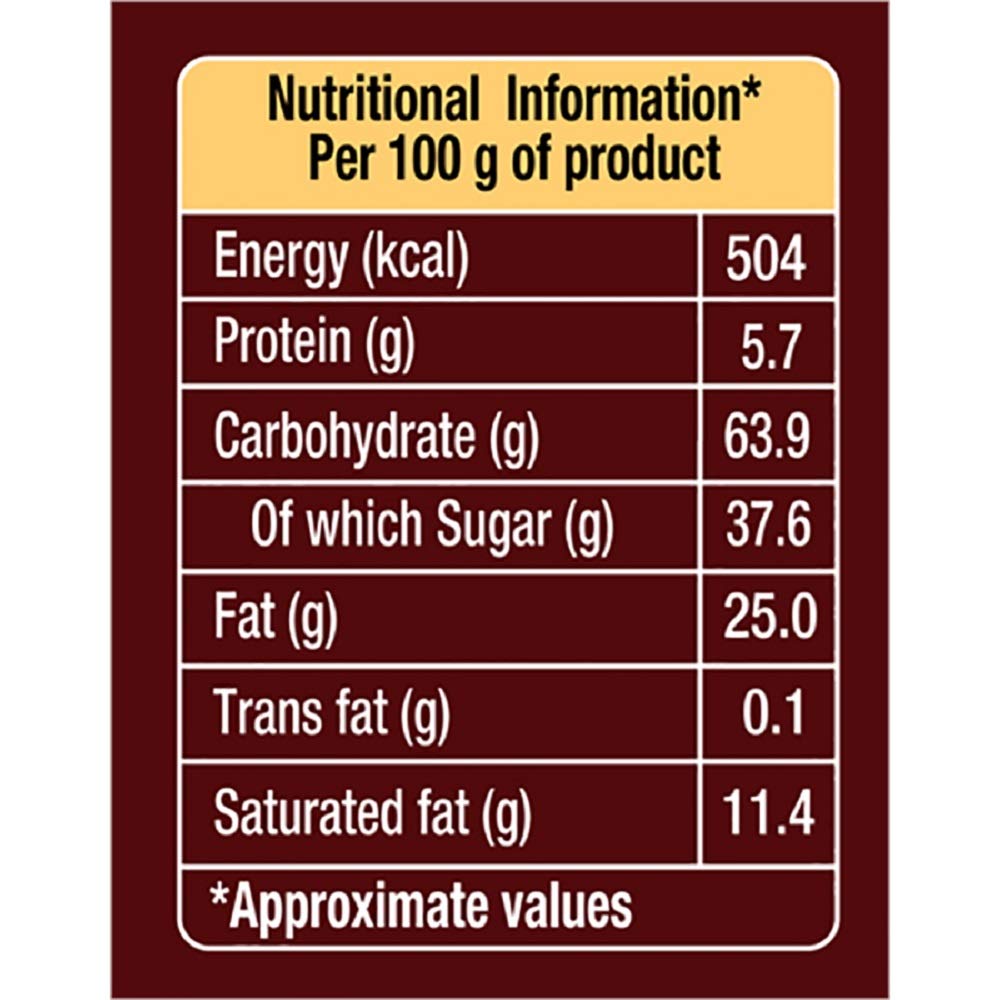 Nutritional Information*
Per 100 g of product
Energy (kcal) 504
Protein (g) 5.7
Carbohydrate (g) 63.9
Of which Sugar (g) 37.6
Fat (g) 25.0
Trans fat (g) 0.1
Saturated fat (g) 11.4
*Approximate values